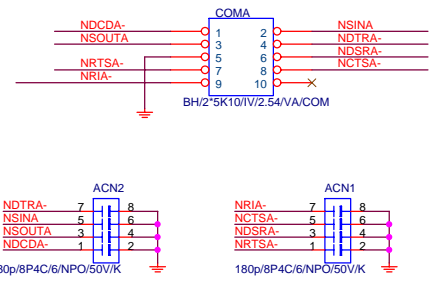 COMA
NDCDA- 1 2 NSINA
NSOUTA 3 4 NDTRA-
5 6 NDSRA-
NRTSA- 7 8 NCTSA-
NRIA- 9 10
BH/2*5K10/IV/2.54/VA/COM
ACN2
NDTRA- 7 8
NSINA 5 6
NSOUTA 3 4
NDCDA- 1 2
80p/8P4C/6/NPO/50V/K
ACN1
NRIA- 7 8
NCTSA- 5 6
NDSRA- 3 4
NRTSA- 1 2
180p/8P4C/6/NPO/50V/K